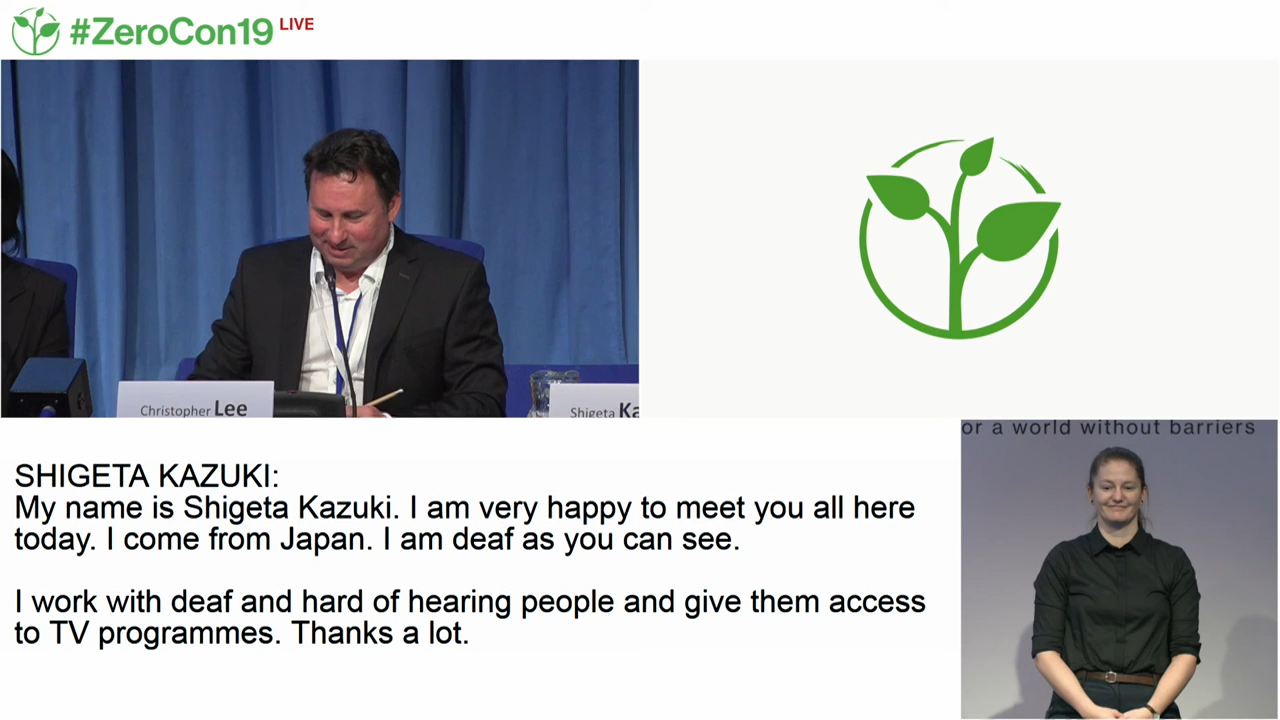 #ZeroCon19 LIVE
Christopher Lee
Shigeta Ka
SHIGETA KAZUKI:
My name is Shigeta Kazuki. I am very happy to meet you all here
today. I come from Japan. I am deaf as you can see.
I work with deaf and hard of hearing people and give them access
to TV programmes. Thanks a lot.
or a world without barriers